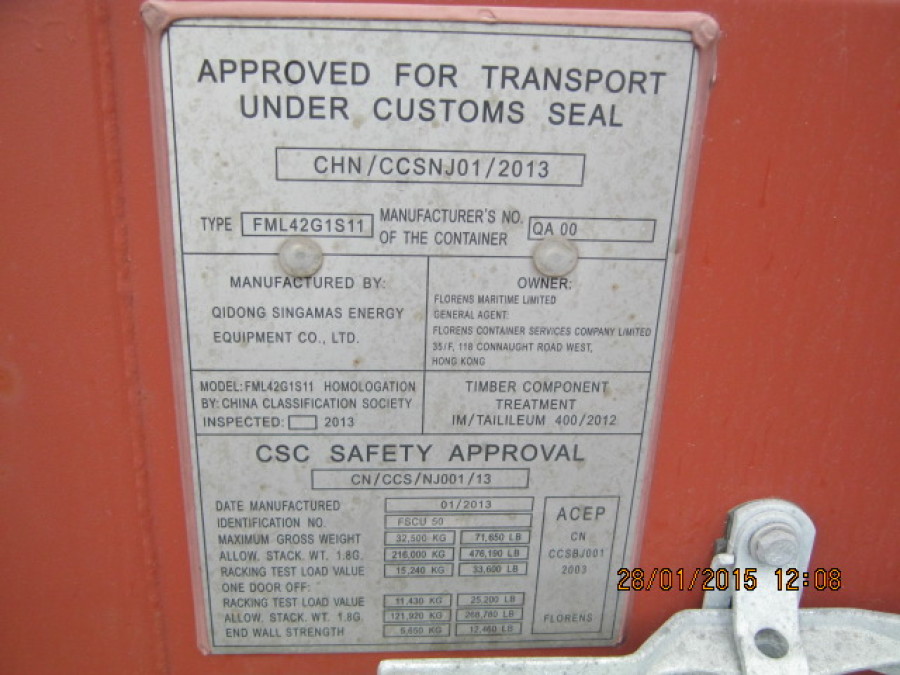 APPROVED FOR TRANSPORT
UNDER CUSTOMS SEAL
CHN/CCSNJ01/2013
TYPE FML42G1S11 MANUFACTURER'S NO. OF THE CONTAINER QA 00
MANUFACTURED BY:
QIDONG SINGAMAS ENERGY
EQUIPMENT CO., LTD.
OWNER:
FLORENS MARITIME LIMITED
GENERAL AGENT:
FLORENS CONTAINER SERVICES COMPANY LIMITED
35/F, 118 CONNAUGHT ROAD WEST,
HONG KONG
MODEL:FML42G1S11 HOMOLOGATION
BY: CHINA CLASSIFICATION SOCIETY
INSPECTED: 2013
TIMBER COMPONENT
TREATMENT
IM/TAILILEUM 400/2012
CSC SAFETY APPROVAL
CN/CCS/NJ001/13
DATE MANUFACTURED 01/2013
IDENTIFICATION NO. FSCU 50
MAXIMUM GROSS WEIGHT 32,500 KG 71,650 LB
ALLOW. STACK. WT. 1.8G. 216,000 KG 476,190 LB
RACKING TEST LOAD VALUE 15,240 KG 33,600 LB
ONE DOOR OFF:
RACKING TEST LOAD VALUE 11,430 KG 25,200 LB
ALLOW. STACK. WT. 1.8G. 121,920 KG 268,780 LB
END WALL STRENGTH KG LB
ACEP
CN
CCSBJ001
2003
FLORENS
28/01/2015 12:08